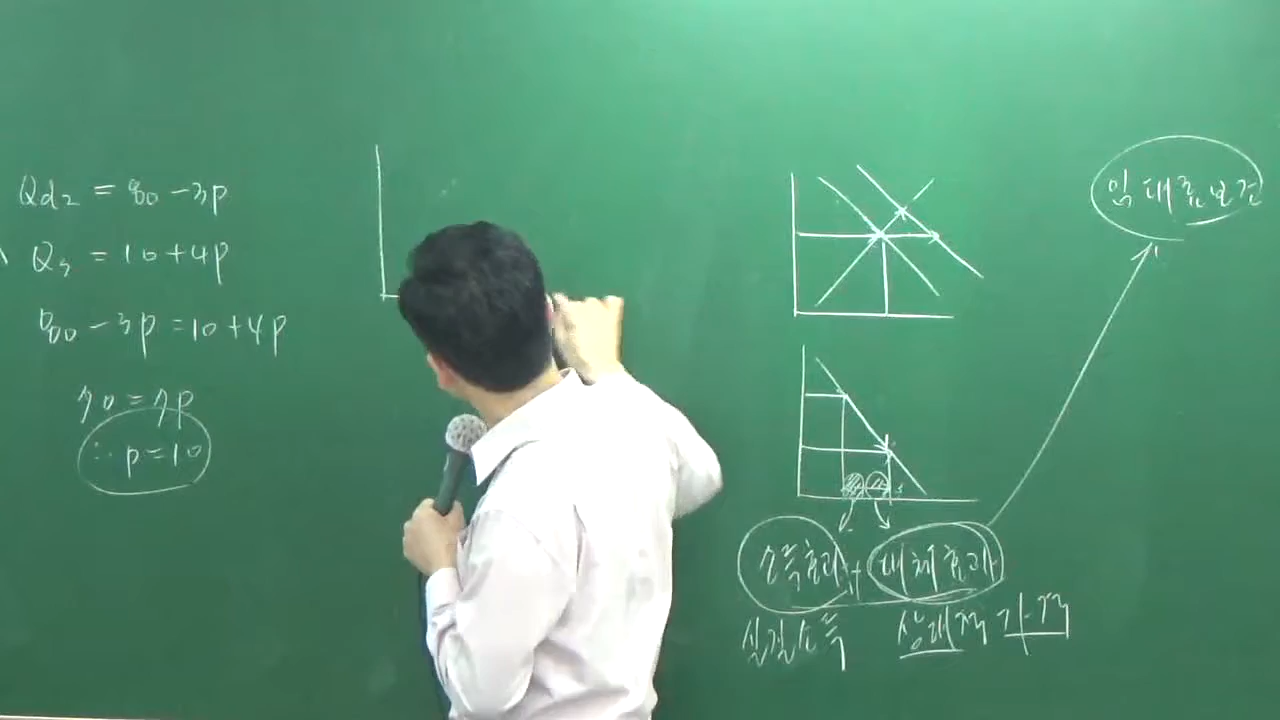 Qd2 = 80 - 3p
Qs = 10 + 4p
80 - 3p = 10 + 4p
70 = 7p
∴ p = 10
임대료보조
소득효과 + 대체효과
실질소득 상대적 가격